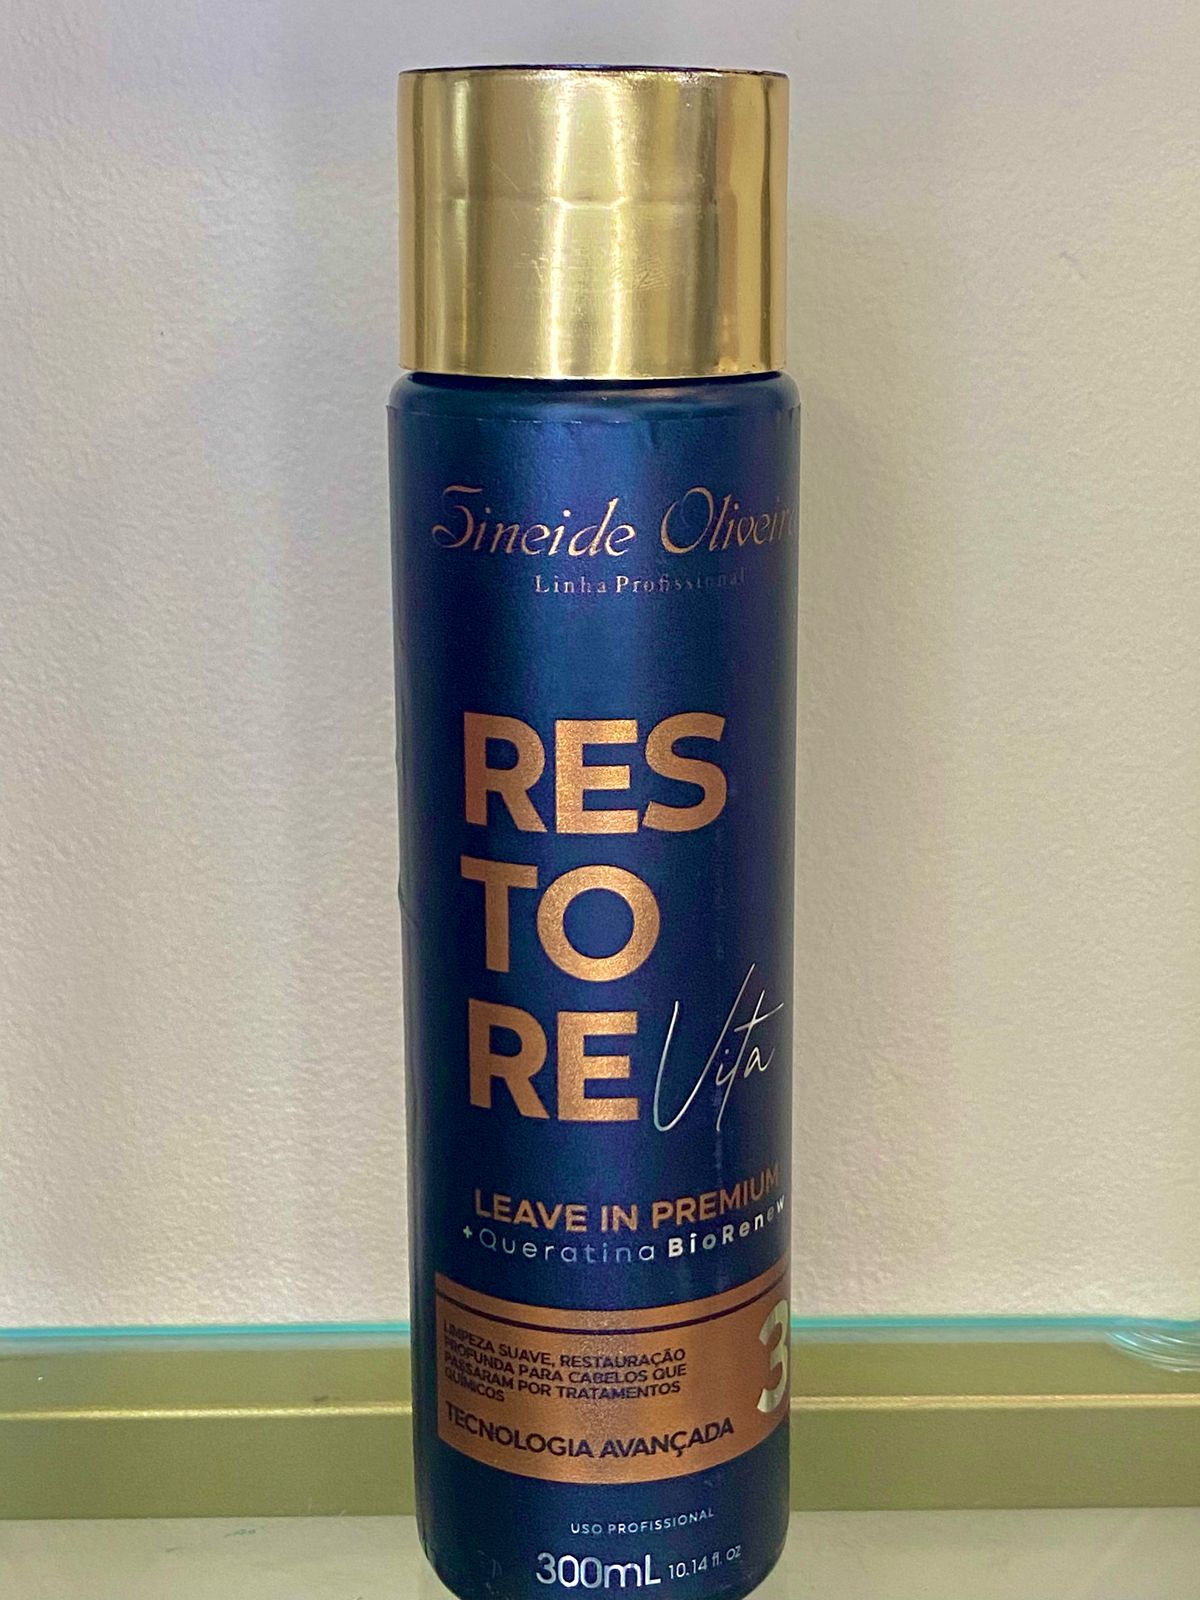 Sineide Oliveira
Linha Profissional
RES
TO
RE Vita
LEAVE IN PREMIUM
+Queratina BioRenew
LIMPEZA SUAVE, RESTAURAÇÃO
PROFUNDA PARA CABELOS QUE
PASSARAM POR TRATAMENTOS
QUÍMICOS
3
TECNOLOGIA AVANÇADA
USO PROFISSIONAL
300mL 10.14 fl. oz